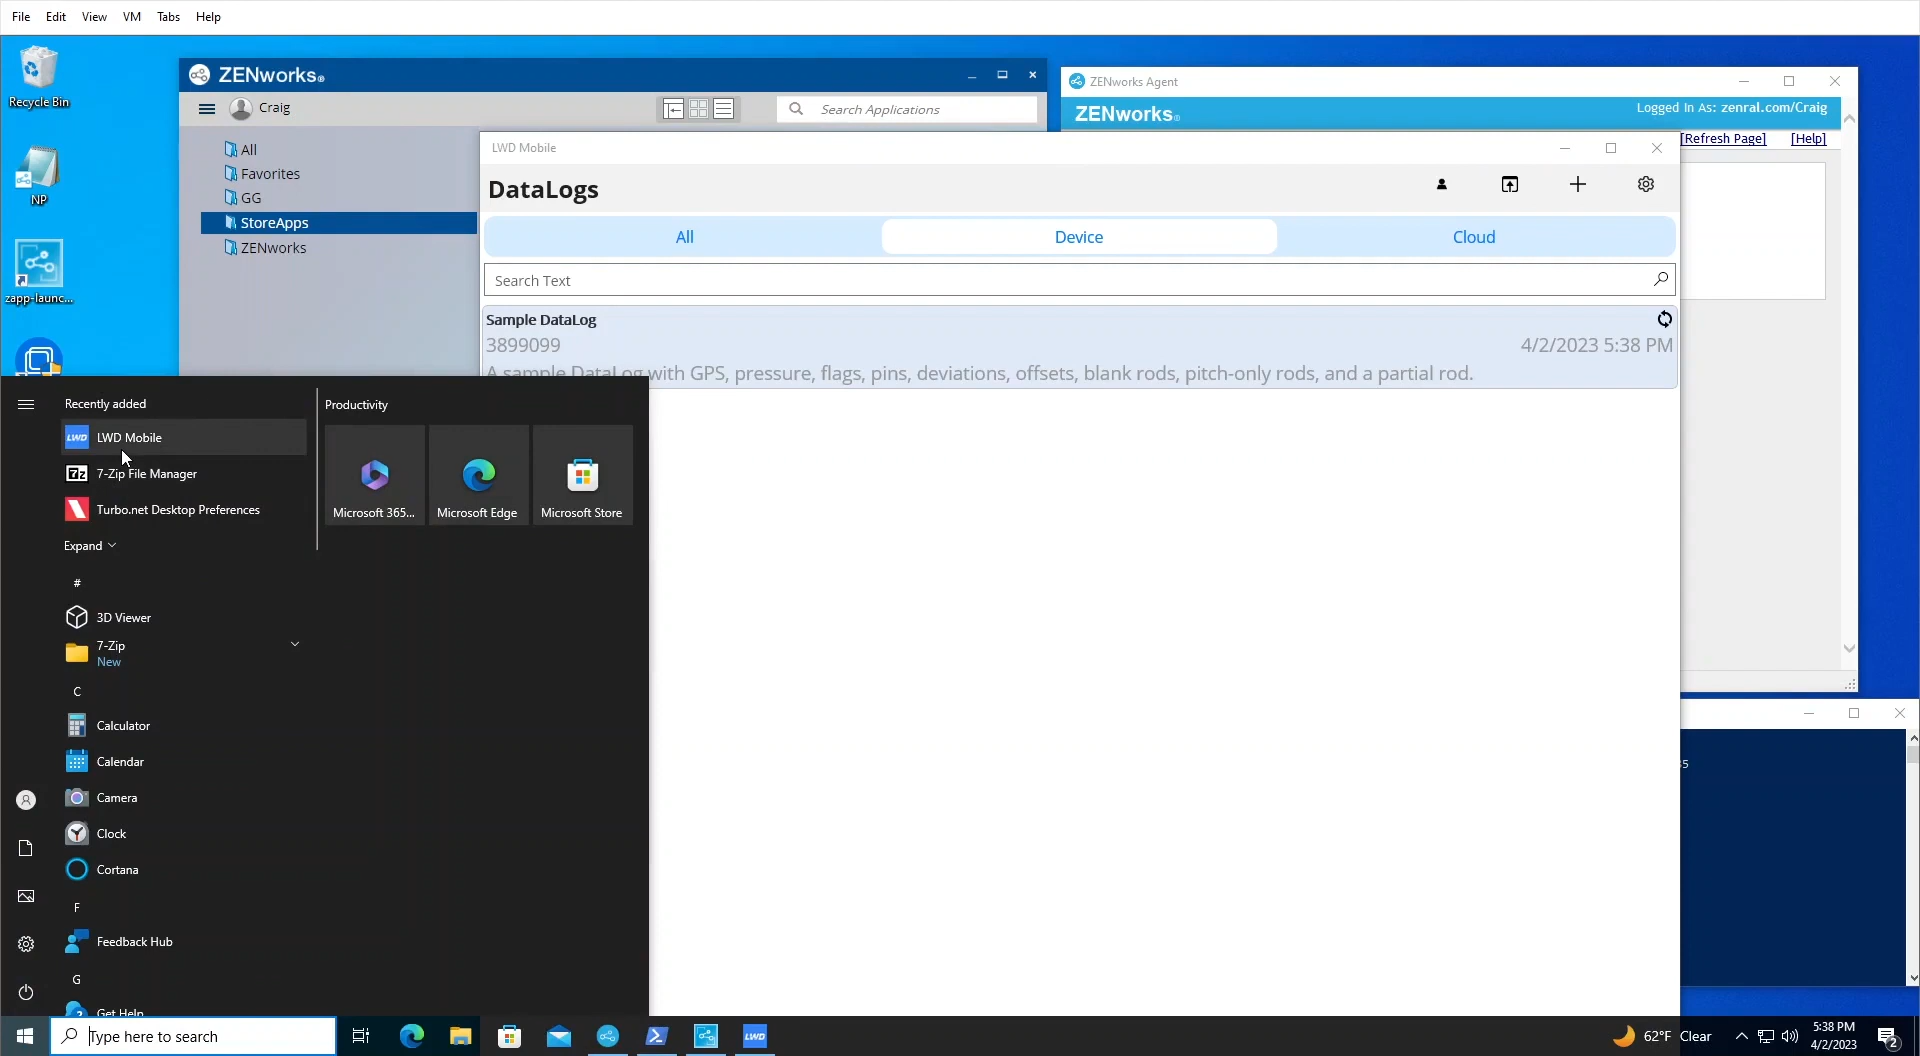 File Edit View VM Tabs Help
Recycle Bin
NP
zapp-launc...
ZENworks®
Craig
Search Applications
All
Favorites
GG
StoreApps
ZENworks
ZENworks Agent
ZENworks®
Logged In As: zenral.com/Craig
[Refresh Page] [Help]
LWD Mobile
DataLogs
All Device Cloud
Search Text
Sample DataLog
3899099 4/2/2023 5:38 PM
A sample DataLog with GPS, pressure, flags, pins, deviations, offsets, blank rods, pitch-only rods, and a partial rod.
Recently added
LWD LWD Mobile
7z 7-Zip File Manager
Turbo.net Desktop Preferences
Expand
#
3D Viewer
7-Zip
New
C
Calculator
Calendar
Camera
Clock
Cortana
F
Feedback Hub
G
Get Help
Productivity
Microsoft 365...
Microsoft Edge
Microsoft Store
Type here to search
LWD
62°F Clear
5:38 PM
4/2/2023
2